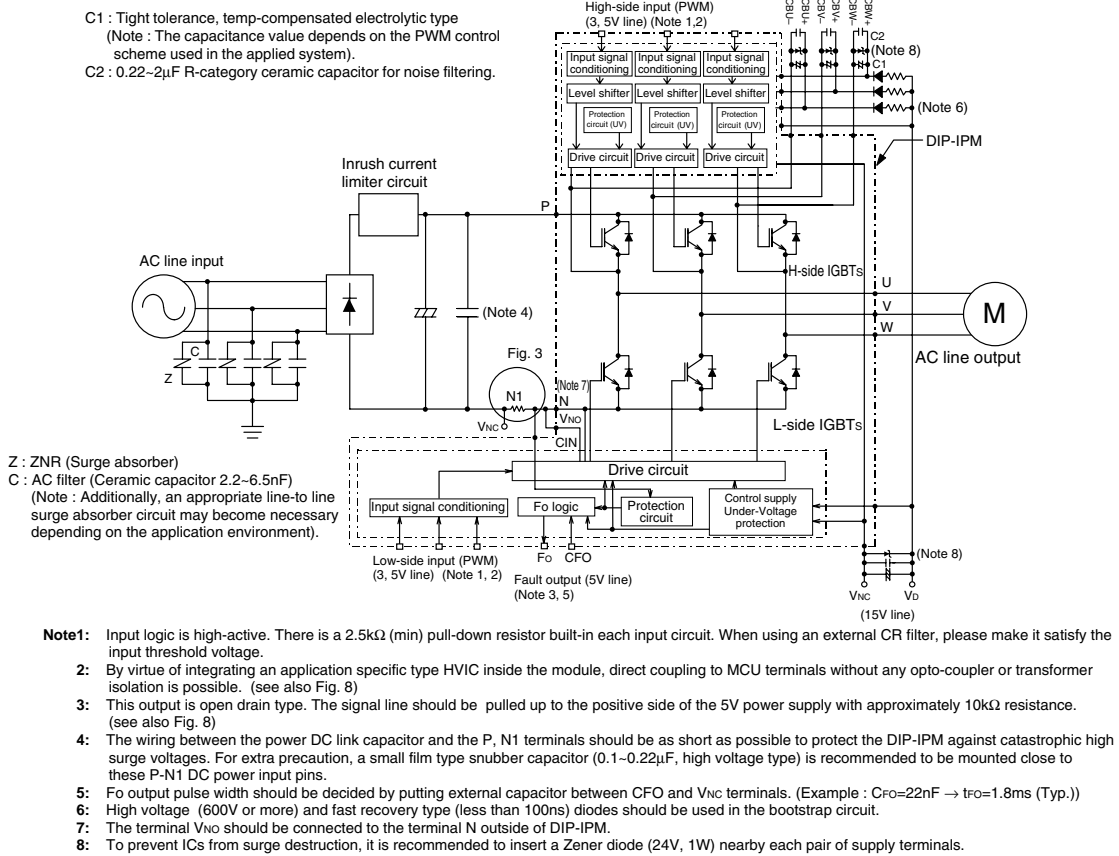 C1 : Tight tolerance, temp-compensated electrolytic type
(Note : The capacitance value depends on the PWM control
scheme used in the applied system).
C2 : 0.22~2μF R-category ceramic capacitor for noise filtering.
High-side input (PWM)
(3, 5V line) (Note 1,2)
CBU-
CBU+
CBV-
CBV+
CBW-
CBW+
C2
(Note 8)
C1
(Note 6)
Input signal conditioning
Input signal conditioning
Input signal conditioning
Level shifter
Level shifter
Level shifter
Protection circuit (UV)
Protection circuit (UV)
Protection circuit (UV)
Drive circuit
Drive circuit
Drive circuit
DIP-IPM
Inrush current
limiter circuit
P
AC line input
H-side IGBTs
U
V
W
M
AC line output
(Note 4)
C
Z
Fig. 3
N1
VNC
(Note 7)
N
VNO
CIN
L-side IGBTs
Z : ZNR (Surge absorber)
C : AC filter (Ceramic capacitor 2.2~6.5nF)
(Note : Additionally, an appropriate line-to line
surge absorber circuit may become necessary
depending on the application environment).
Drive circuit
Input signal conditioning
Fo logic
Protection
circuit
Control supply
Under-Voltage
protection
Low-side input (PWM)
(3, 5V line) (Note 1, 2)
FO CFO
Fault output (5V line)
(Note 3, 5)
(Note 8)
VNC VD
(15V line)
Note1: Input logic is high-active. There is a 2.5kΩ (min) pull-down resistor built-in each input circuit. When using an external CR filter, please make it satisfy the
input threshold voltage.
2: By virtue of integrating an application specific type HVIC inside the module, direct coupling to MCU terminals without any opto-coupler or transformer
isolation is possible. (see also Fig. 8)
3: This output is open drain type. The signal line should be pulled up to the positive side of the 5V power supply with approximately 10kΩ resistance.
(see also Fig. 8)
4: The wiring between the power DC link capacitor and the P, N1 terminals should be as short as possible to protect the DIP-IPM against catastrophic high
surge voltages. For extra precaution, a small film type snubber capacitor (0.1~0.22μF, high voltage type) is recommended to be mounted close to
these P-N1 DC power input pins.
5: Fo output pulse width should be decided by putting external capacitor between CFO and VNC terminals. (Example : CFO=22nF → tFO=1.8ms (Typ.))
6: High voltage (600V or more) and fast recovery type (less than 100ns) diodes should be used in the bootstrap circuit.
7: The terminal VNO should be connected to the terminal N outside of DIP-IPM.
8: To prevent ICs from surge destruction, it is recommended to insert a Zener diode (24V, 1W) nearby each pair of supply terminals.